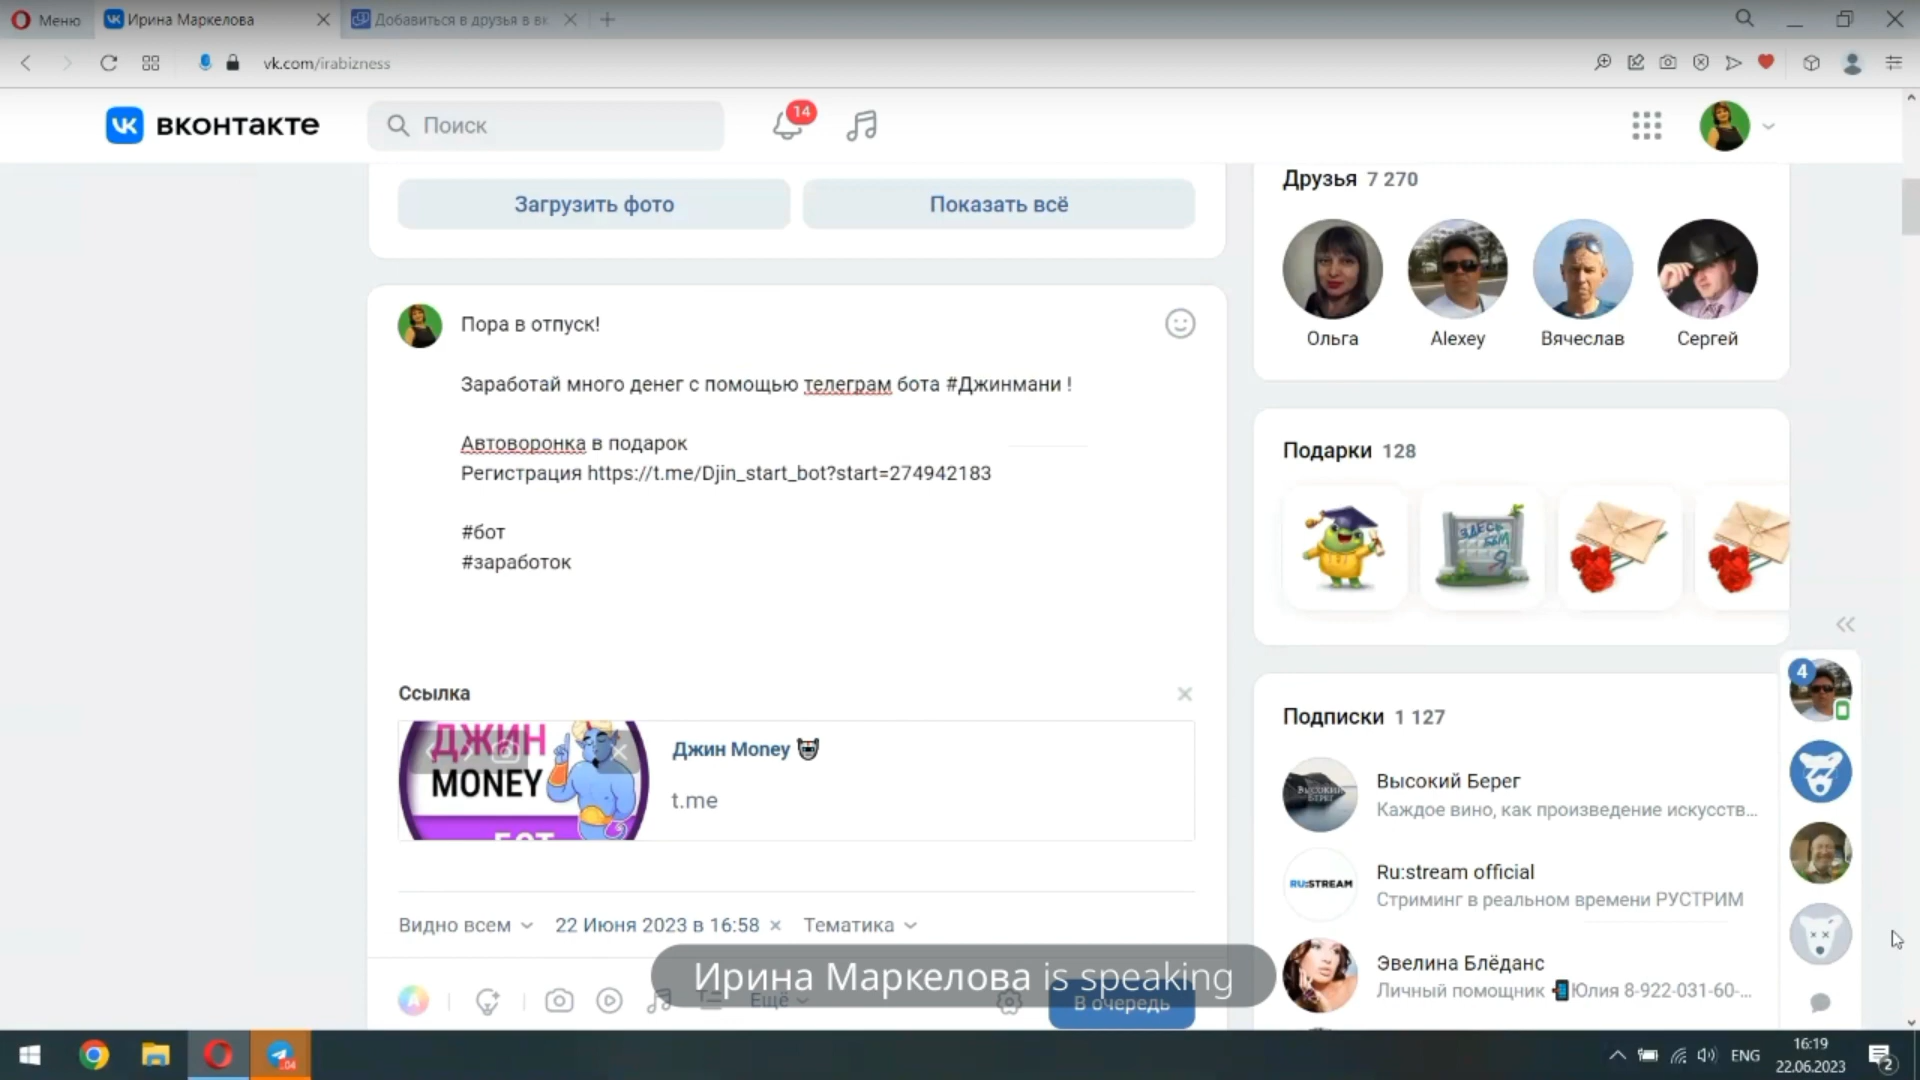 Меню
Ирина Маркелова
Добавиться в друзья в вк
vk.com/irabizness
вконтакте
Поиск
14
Загрузить фото
Показать всё
Друзья 7 270
Ольга
Alexey
Вячеслав
Сергей
Пора в отпуск!
Заработай много денег с помощью телеграм бота #Джинмани !
Автоворонка в подарок
Регистрация https://t.me/Djin_start_bot?start=274942183
#бот
#заработок
Подарки 128
ЗДЕСЬ БЫЛ Я
Ссылка
ДЖИН
MONEY
БОТ
Джин Money
t.me
4
Подписки 1 127
Высокий Берег
Каждое вино, как произведение искусств...
RU:STREAM
Ru:stream official
Стриминг в реальном времени РУСТРИМ
Эвелина Блёданс
Личный помощник Юлия 8-922-031-60-...
Видно всем
22 Июня 2023 в 16:58
Тематика
Ирина Маркелова is speaking
Ещё
В очередь
ENG
16:19
22.06.2023
2